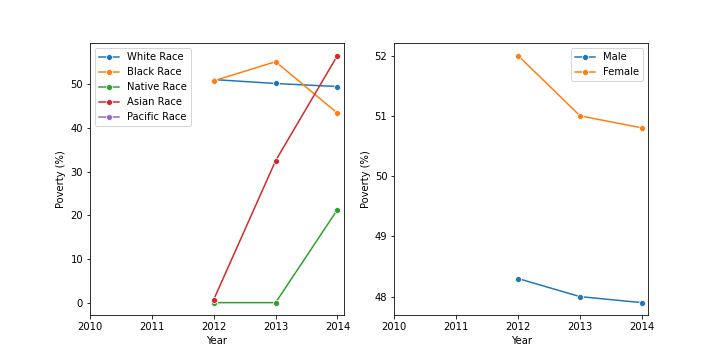 White Race
Black Race
Native Race
Asian Race
Pacific Race
50
40
30
20
10
0
Poverty (%)
2010 2011 2012 2013 2014
Year
Male
Female
52
51
50
49
48
Poverty (%)
2010 2011 2012 2013 2014
Year